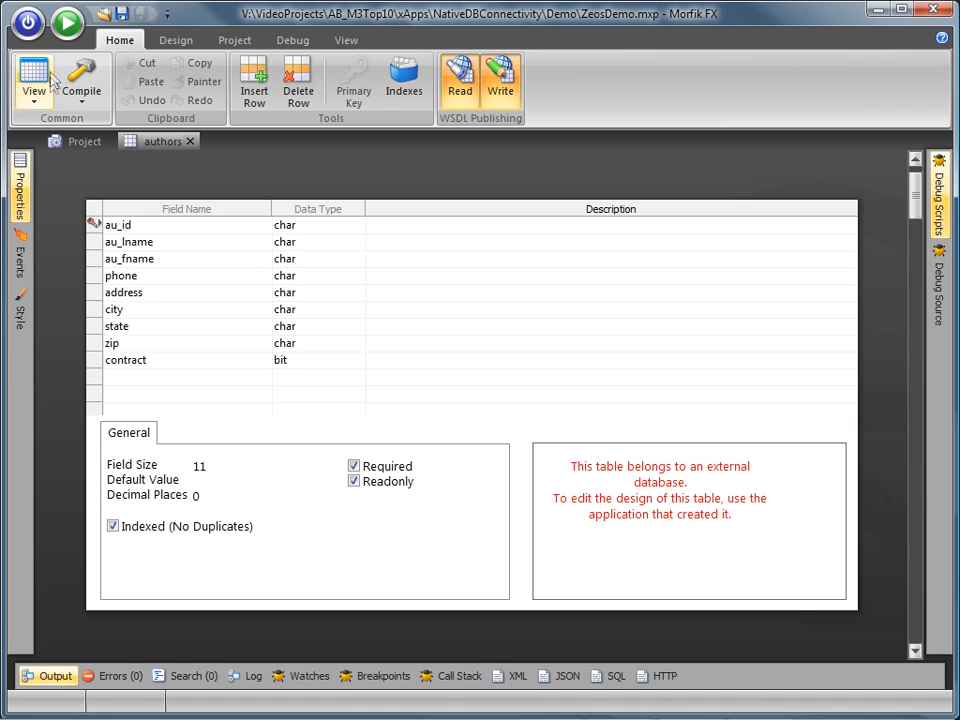 V:\VideoProjects\AB_M3Top10\xApps\NativeDBConnectivity\Demo\ZeosDemo.mxp - Morfik FX
Home Design Project Debug View
View
Compile
Common
Cut Copy
Paste Painter
Undo Redo
Clipboard
Insert Row
Delete Row
Primary Key
Indexes
Tools
Read
Write
WSDL Publishing
Project authors
Properties
Events
Style
Debug Scripts
Debug Source
Field Name Data Type Description
au_id char
au_lname char
au_fname char
phone char
address char
city char
state char
zip char
contract bit
General
Field Size 11
Default Value
Decimal Places 0
Required
Readonly
Indexed (No Duplicates)
This table belongs to an external
database.
To edit the design of this table, use the
application that created it.
Output Errors (0) Search (0) Log Watches Breakpoints Call Stack XML JSON SQL HTTP